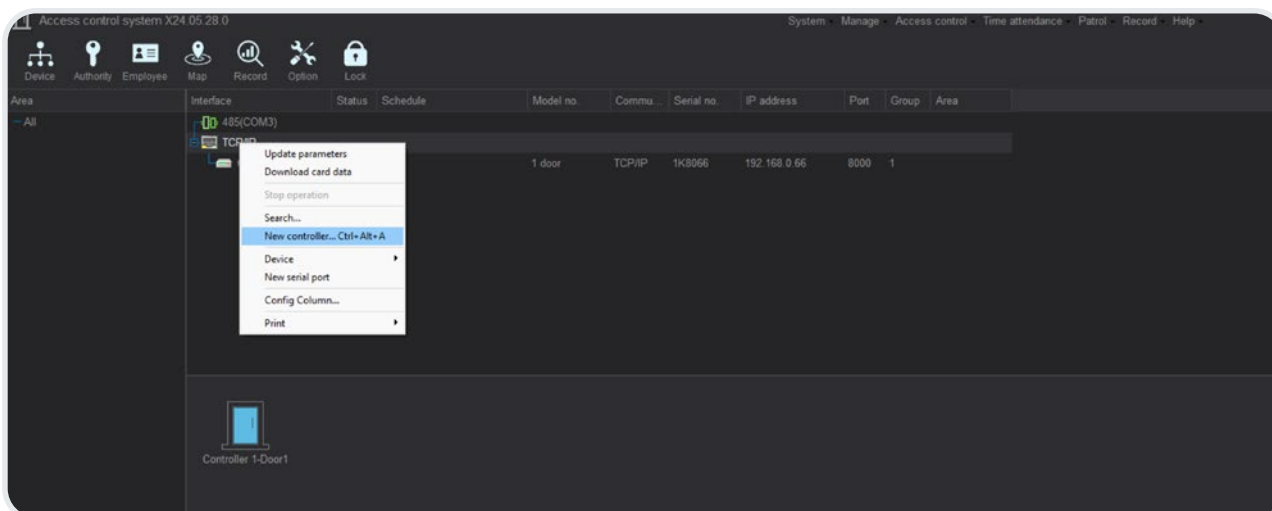 Access control system X24.05.28.0
System Manage Access control Time attendance Patrol Record Help
Device Authority Employee Map Record Option Lock
Area
All
Interface Status Schedule Model no. Commu... Serial no. IP address Port Group Area
485(COM3)
TCP/IP
1 door TCP/IP 1K8066 192.168.0.66 8000 1
Update parameters
Download card data
Stop operation
Search...
New controller... Ctrl+Alt+A
Device
New serial port
Config Column...
Print
Controller 1-Door1